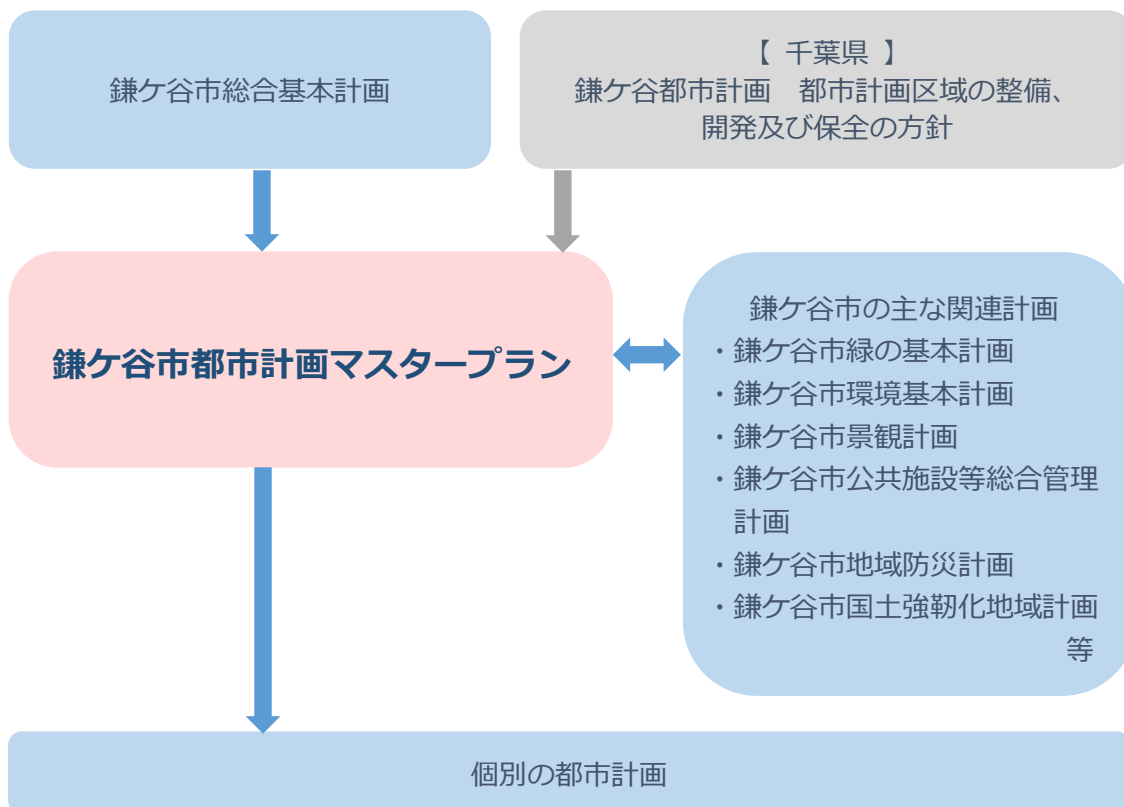 鎌ケ谷市総合基本計画
【 千葉県 】
鎌ケ谷都市計画　都市計画区域の整備、
開発及び保全の方針
鎌ケ谷市都市計画マスタープラン
鎌ケ谷市の主な関連計画
・鎌ケ谷市緑の基本計画
・鎌ケ谷市環境基本計画
・鎌ケ谷市景観計画
・鎌ケ谷市公共施設等総合管理
計画
・鎌ケ谷市地域防災計画
・鎌ケ谷市国土強靭化地域計画
等
個別の都市計画